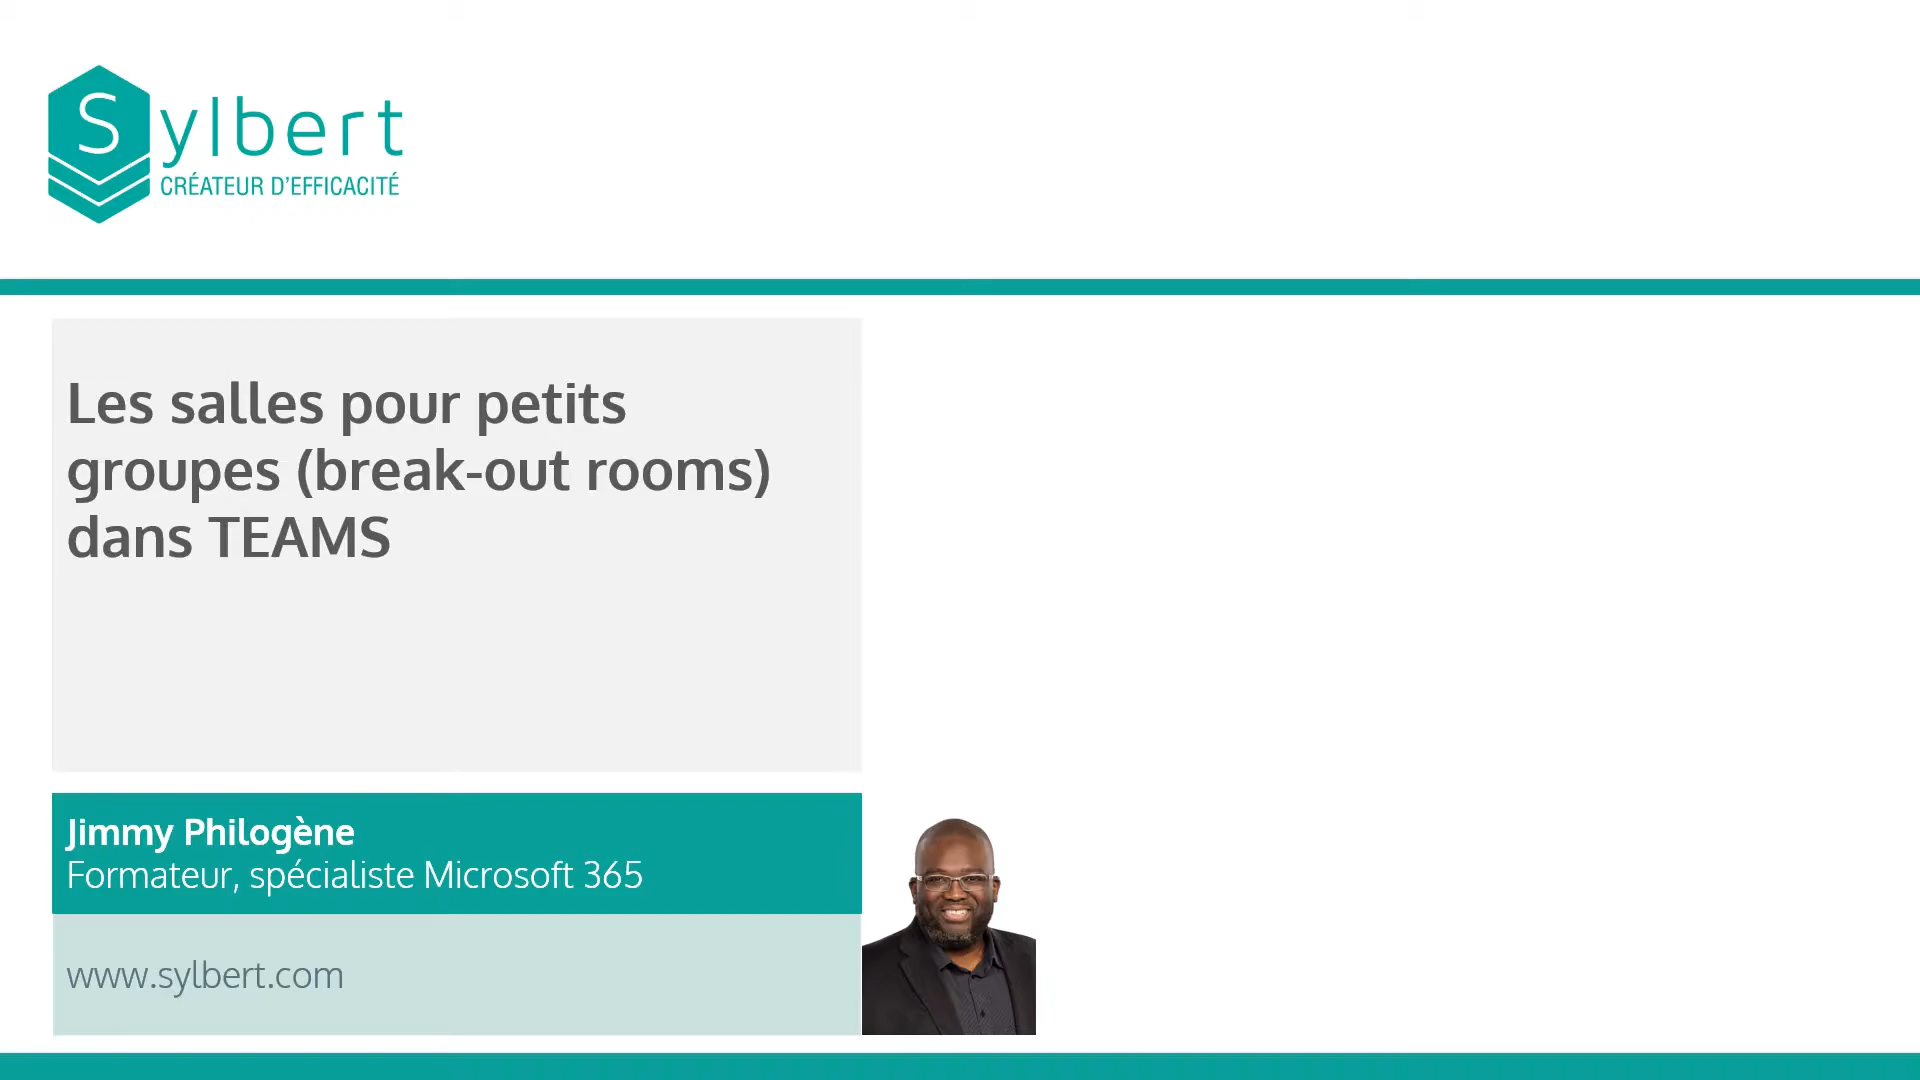 Sylbert
CRÉATEUR D'EFFICACITÉ
Les salles pour petits
groupes (break-out rooms)
dans TEAMS
Jimmy Philogène
Formateur, spécialiste Microsoft 365
www.sylbert.com